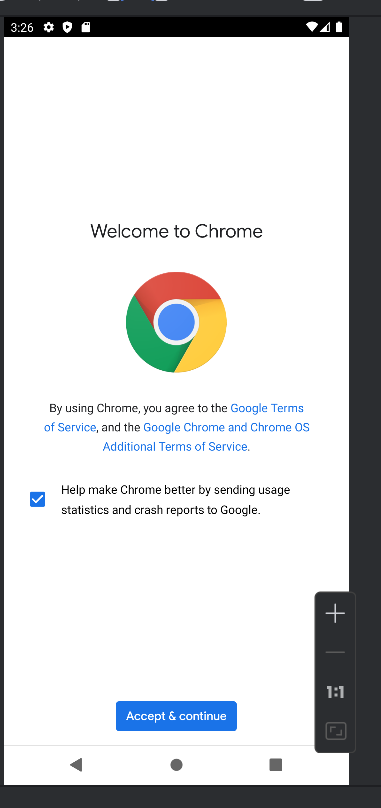 3:26
Welcome to Chrome
By using Chrome, you agree to the Google Terms
of Service, and the Google Chrome and Chrome OS
Additional Terms of Service.
Help make Chrome better by sending usage
statistics and crash reports to Google.
1:1
Accept & continue